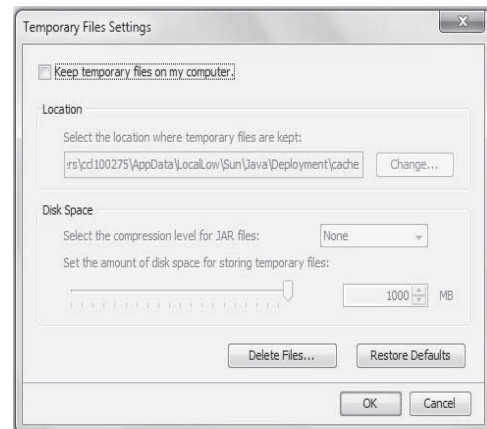 Temporary Files Settings
X
Keep temporary files on my computer.
Location
Select the location where temporary files are kept:
rs\ccl100275\AppData\LocalLow\Sun\Java\Deployment\cache
Change...
Disk Space
Select the compression level for JAR files:
None
Set the amount of disk space for storing temporary files:
1000
MB
Delete Files...
Restore Defaults
OK
Cancel